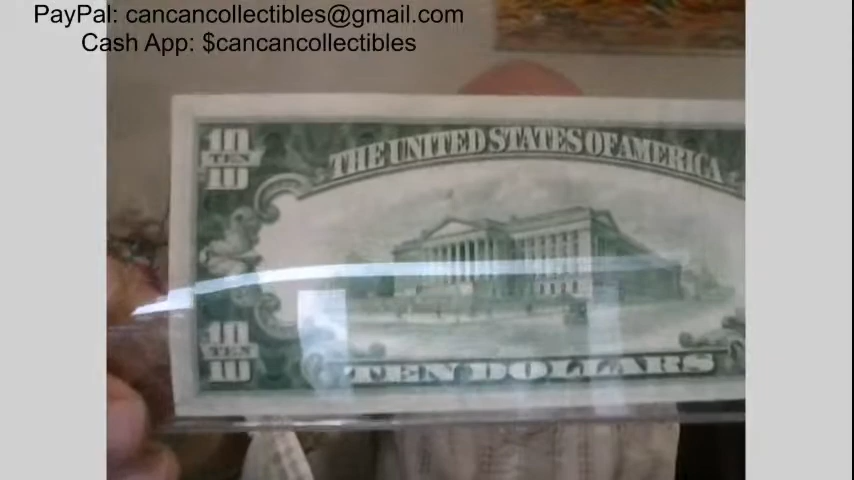 PayPal: cancancollectibles@gmail.com
Cash App: $cancancollectibles
10
TEN
10
THE UNITED STATES OF AMERICA
10
TEN
10
TEN DOLLARS